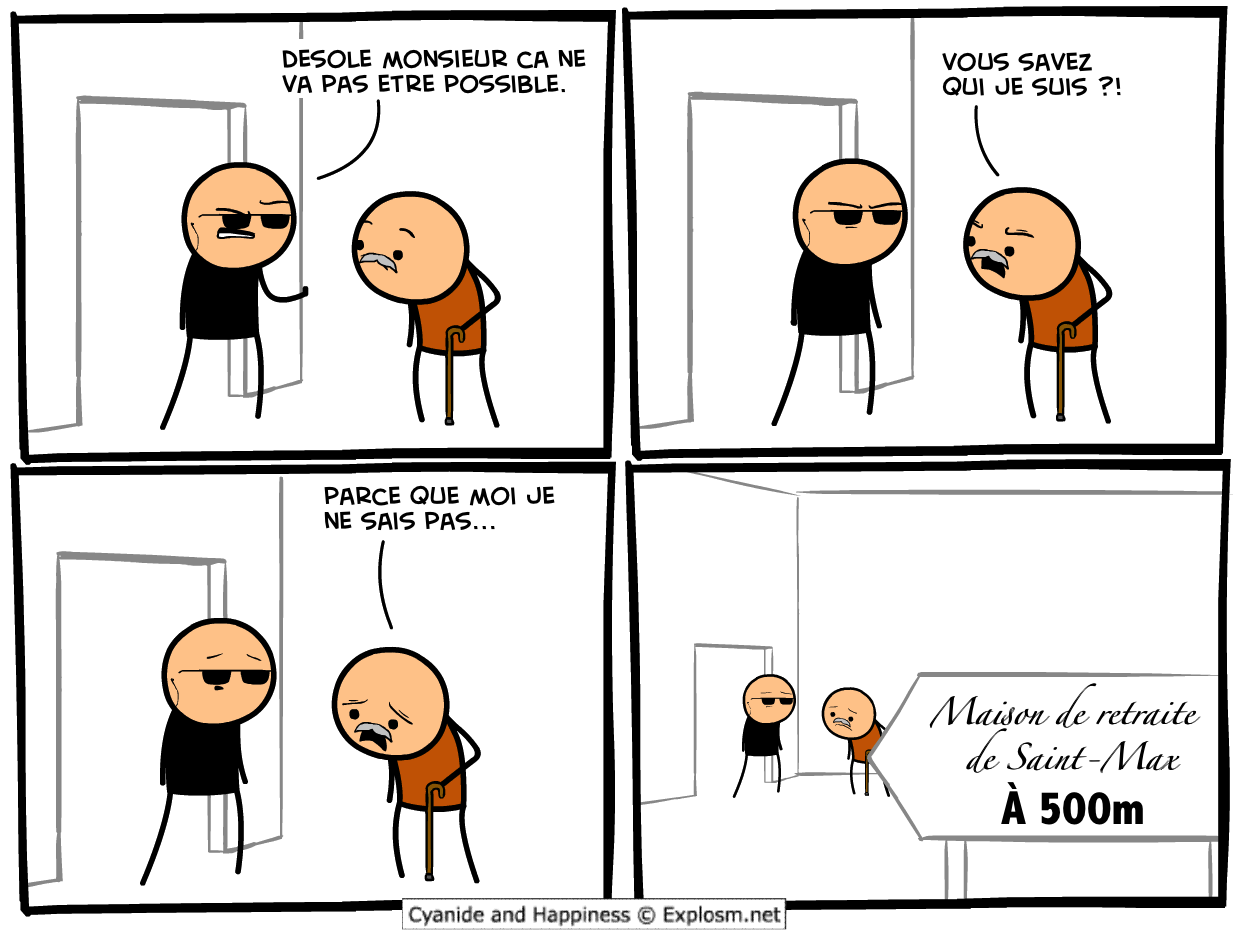 DESOLE MONSIEUR CA NE
VA PAS ETRE POSSIBLE.
VOUS SAVEZ
QUI JE SUIS ?!
PARCE QUE MOI JE
NE SAIS PAS...
Maison de retraite
de Saint-Max
À 500m
Cyanide and Happiness © Explosm.net